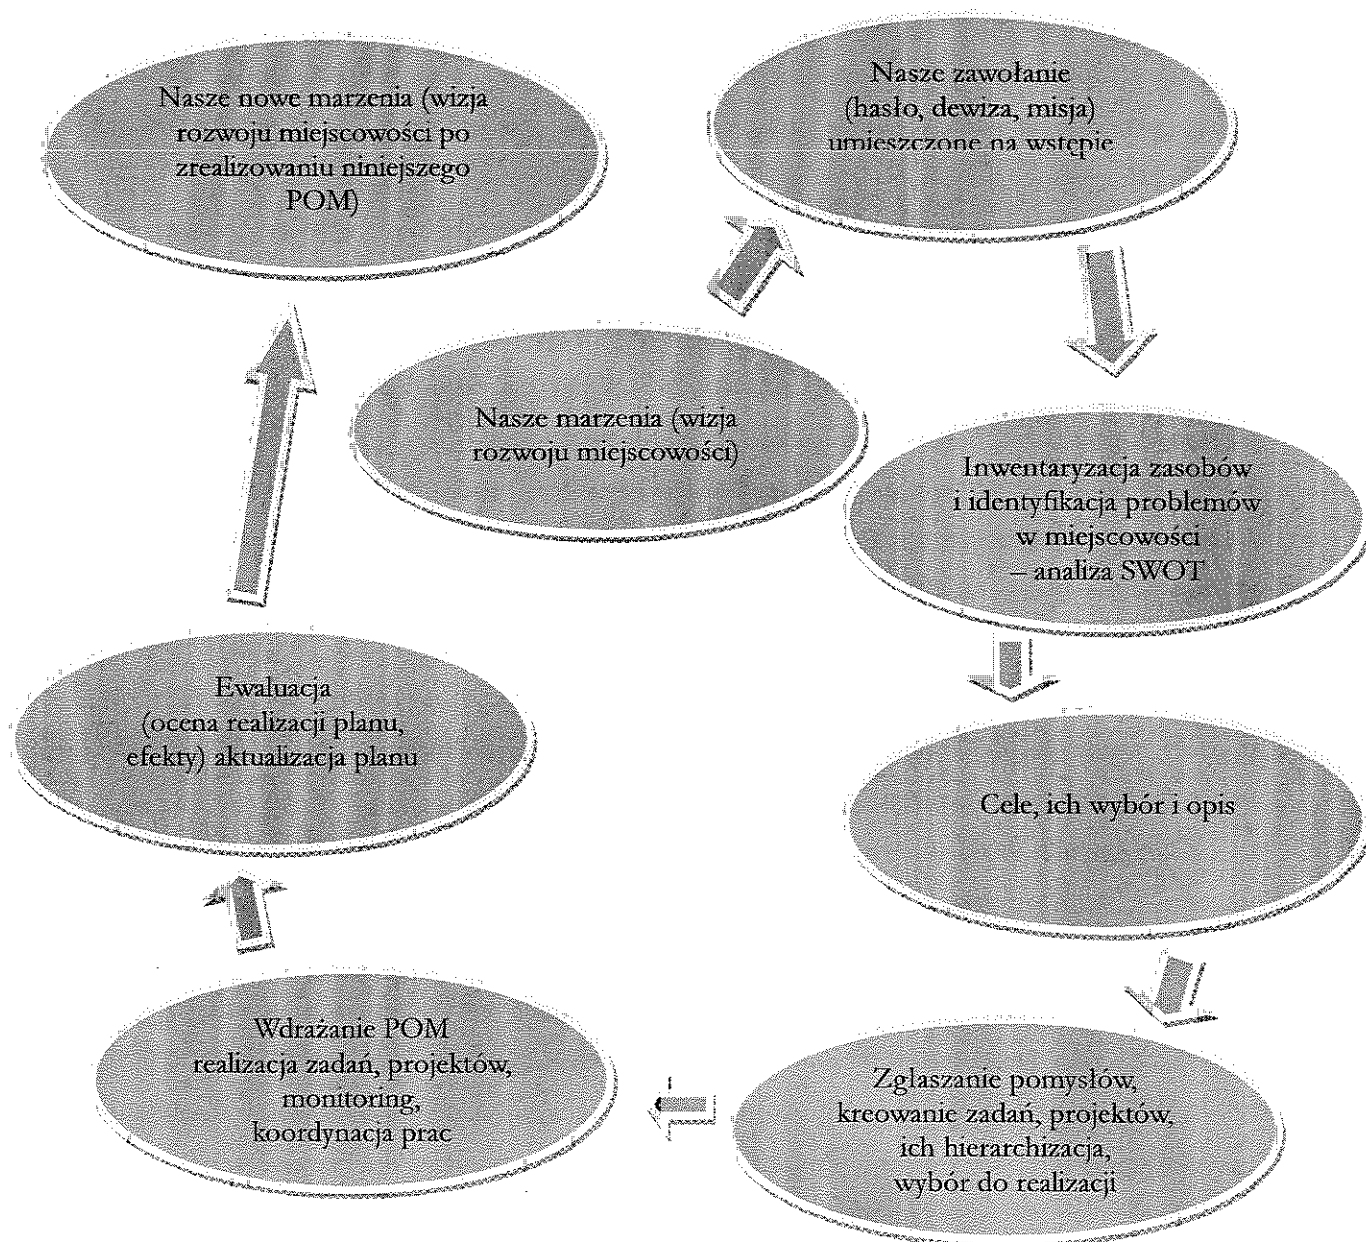 Nasze nowe marzenia (wizja
rozwoju miejscowości po
zrealizowaniu niniejszego
POM)
Nasze zawołanie
(hasło, dewiza, misja)
umieszczone na wstępie
Nasze marzenia (wizja
rozwoju miejscowości)
Inwentaryzacja zasobów
i identyfikacja problemów
w miejscowości
– analiza SWOT
Cele, ich wybór i opis
Zgłaszanie pomysłów,
kreowanie zadań, projektów,
ich hierarchizacja,
wybór do realizacji
Wdrażanie POM
realizacja zadań, projektów,
monitoring,
koordynacja prac
Ewaluacja
(ocena realizacji planu,
efekty) aktualizacja planu